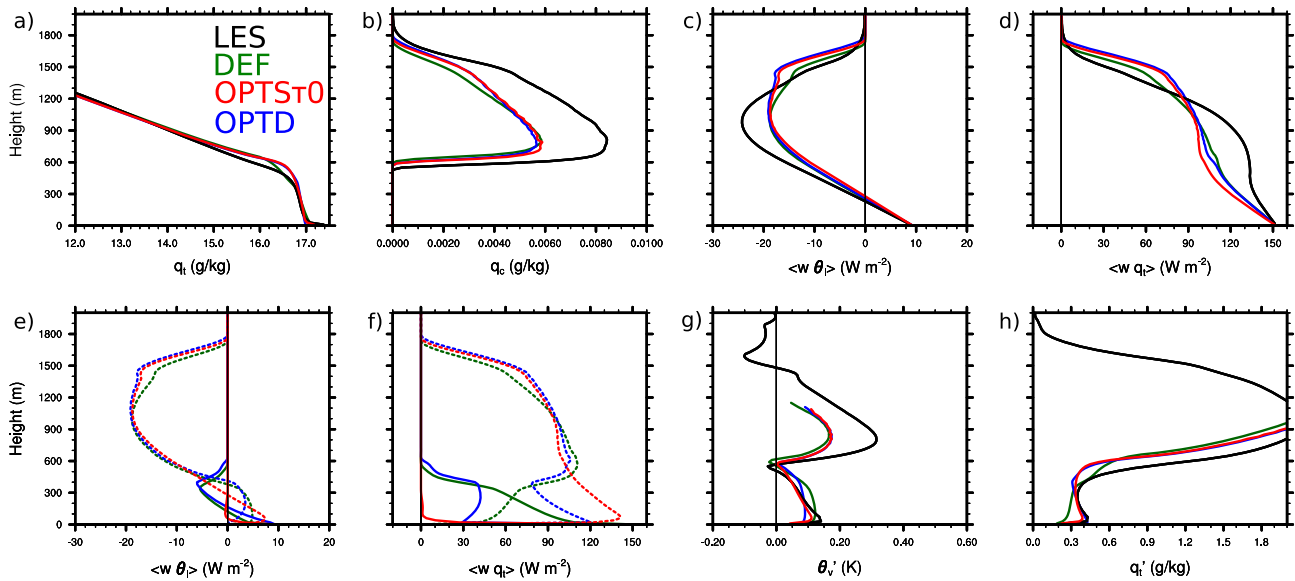 a)
LES
DEF
OPTSτ0
OPTD
Height (m)
1800
1500
1200
900
600
300
0
12.0 13.0 14.0 15.0 16.0 17.0
qt (g/kg)
b)
0.0000 0.0020 0.0040 0.0060 0.0080 0.0100
qc (g/kg)
c)
-30 -20 -10 0 10 20
<w θl> (W m-2)
d)
0 30 60 90 120 150
<w qt> (W m-2)
e)
Height (m)
1800
1500
1200
900
600
300
0
-30 -20 -10 0 10 20
<w θl> (W m-2)
f)
0 30 60 90 120 150
<w qt> (W m-2)
g)
-0.20 0.00 0.20 0.40 0.60
θv' (K)
h)
0.0 0.3 0.6 0.9 1.2 1.5 1.8
qt' (g/kg)